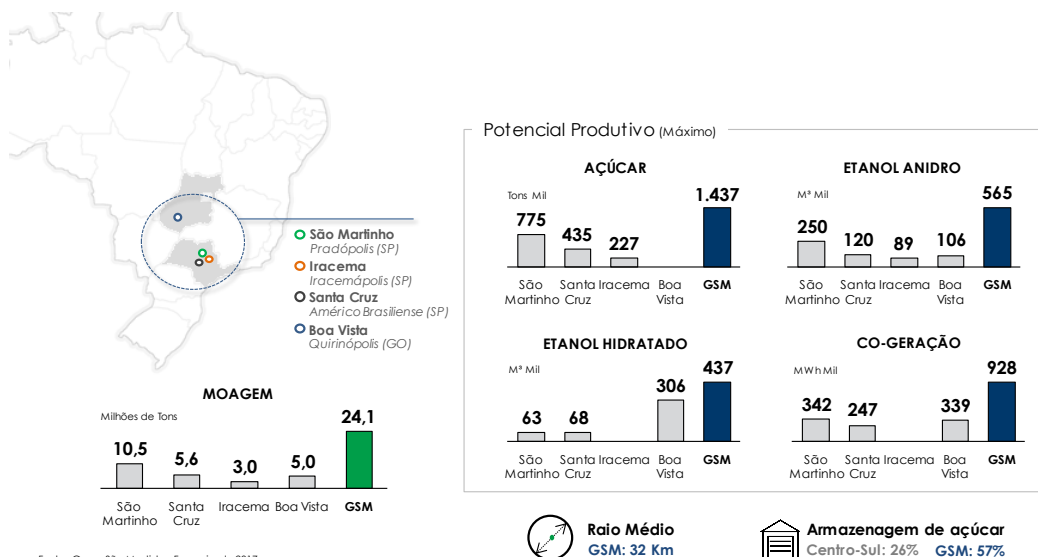 Potencial Produtivo (Máximo)
AÇÚCAR
Tons Mil
775
435
227
1.437
São Martinho
Santa Cruz
Iracema
Boa Vista
GSM
ETANOL ANIDRO
M³ Mil
250
120
89
106
565
São Martinho
Santa Cruz
Iracema
Boa Vista
GSM
São Martinho
Pradópolis (SP)
Iracema
Iracemápolis (SP)
Santa Cruz
Américo Brasiliense (SP)
Boa Vista
Quirinópolis (GO)
ETANOL HIDRATADO
M³ Mil
63
68
306
437
São Martinho
Santa Cruz
Iracema
Boa Vista
GSM
CO-GERAÇÃO
MWh Mil
342
247
339
928
São Martinho
Santa Cruz
Iracema
Boa Vista
GSM
MOAGEM
Milhões de Tons
10,5
5,6
3,0
5,0
24,1
São Martinho
Santa Cruz
Iracema
Boa Vista
GSM
Raio Médio
GSM: 32 Km
Armazenagem de açúcar
Centro-Sul: 26% GSM: 57%